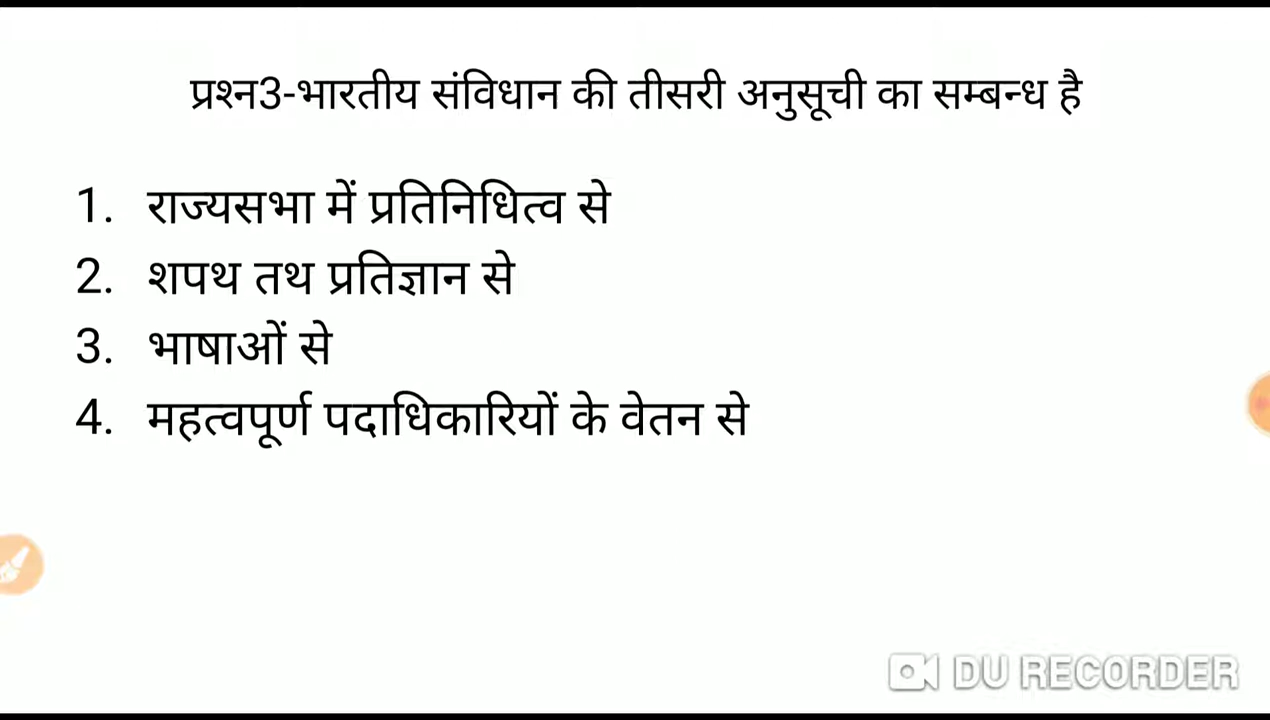 प्रश्न3-भारतीय संविधान की तीसरी अनुसूची का सम्बन्ध है
1. राज्यसभा में प्रतिनिधित्व से
2. शपथ तथ प्रतिज्ञान से
3. भाषाओं से
4. महत्वपूर्ण पदाधिकारियों के वेतन से
DU RECORDER